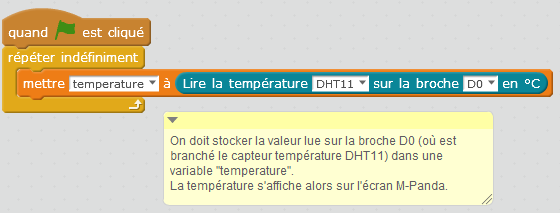 quand est cliqué
répéter indéfiniment
mettre temperature à Lire la température DHT11 sur la broche D0 en °C
On doit stocker la valeur lue sur la broche D0 (où est
branché le capteur température DHT11) dans une
variable "temperature".
La température s'affiche alors sur l'écran M-Panda.